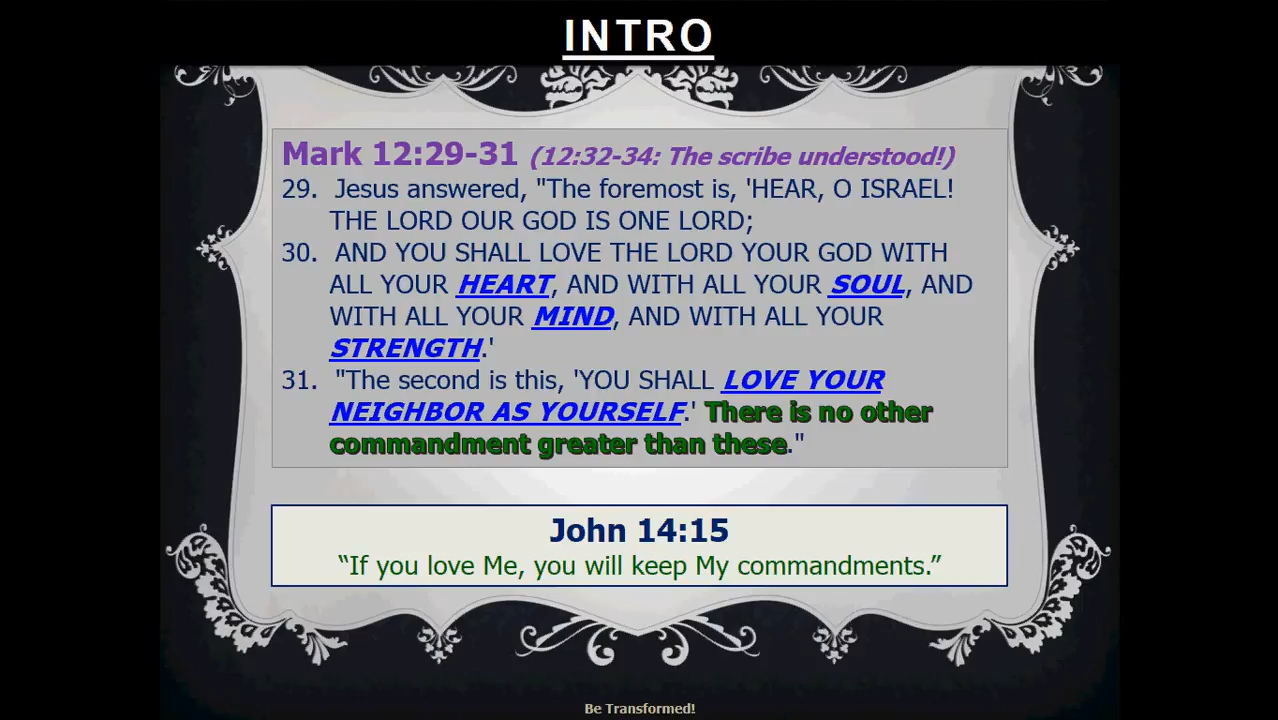 INTRO
Mark 12:29-31 (12:32-34: The scribe understood!)
29. Jesus answered, "The foremost is, 'HEAR, O ISRAEL!
THE LORD OUR GOD IS ONE LORD;
30. AND YOU SHALL LOVE THE LORD YOUR GOD WITH
ALL YOUR HEART, AND WITH ALL YOUR SOUL, AND
WITH ALL YOUR MIND, AND WITH ALL YOUR
STRENGTH.'
31. "The second is this, 'YOU SHALL LOVE YOUR
NEIGHBOR AS YOURSELF.' There is no other
commandment greater than these."
John 14:15
“If you love Me, you will keep My commandments.”
Be Transformed!